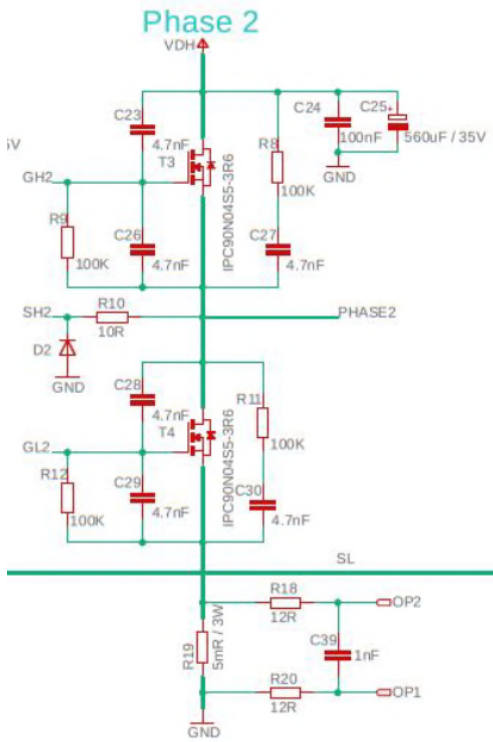 Phase 2
VDH
C23
4.7nF
T3
IPC90N04S5-3R6
R8
100K
C24
100nF
GND
C25
560uF / 35V
5V
GH2
R9
100K
C26
4.7nF
C27
4.7nF
SH2
R10
10R
PHASE2
D2
GND
C28
4.7nF
T4
IPC90N04S5-3R6
R11
100K
GL2
R12
100K
C29
4.7nF
C30
4.7nF
SL
R18
12R
OP2
R19
5mR / 3W
C39
1nF
R20
12R
OP1
GND